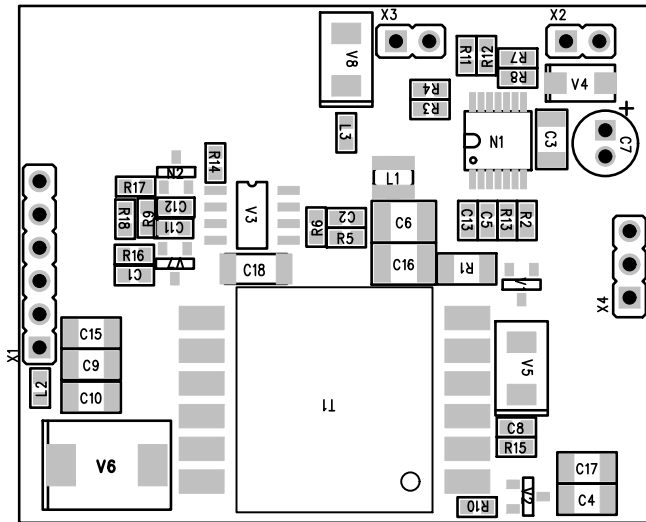 X3
X2
V8
R11
R12
R7
R8
V4
R4
R3
+
L3
N1
C3
C7
R14
N2
R17
L1
R18
R9
C12
C11
V3
R6
C2
R5
C6
C13
C5
R13
R2
R16
C1
V7
C18
C16
R1
V1
X4
X1
C15
C9
C10
L2
T1
V5
C8
R15
V6
R10
V2
C17
C4